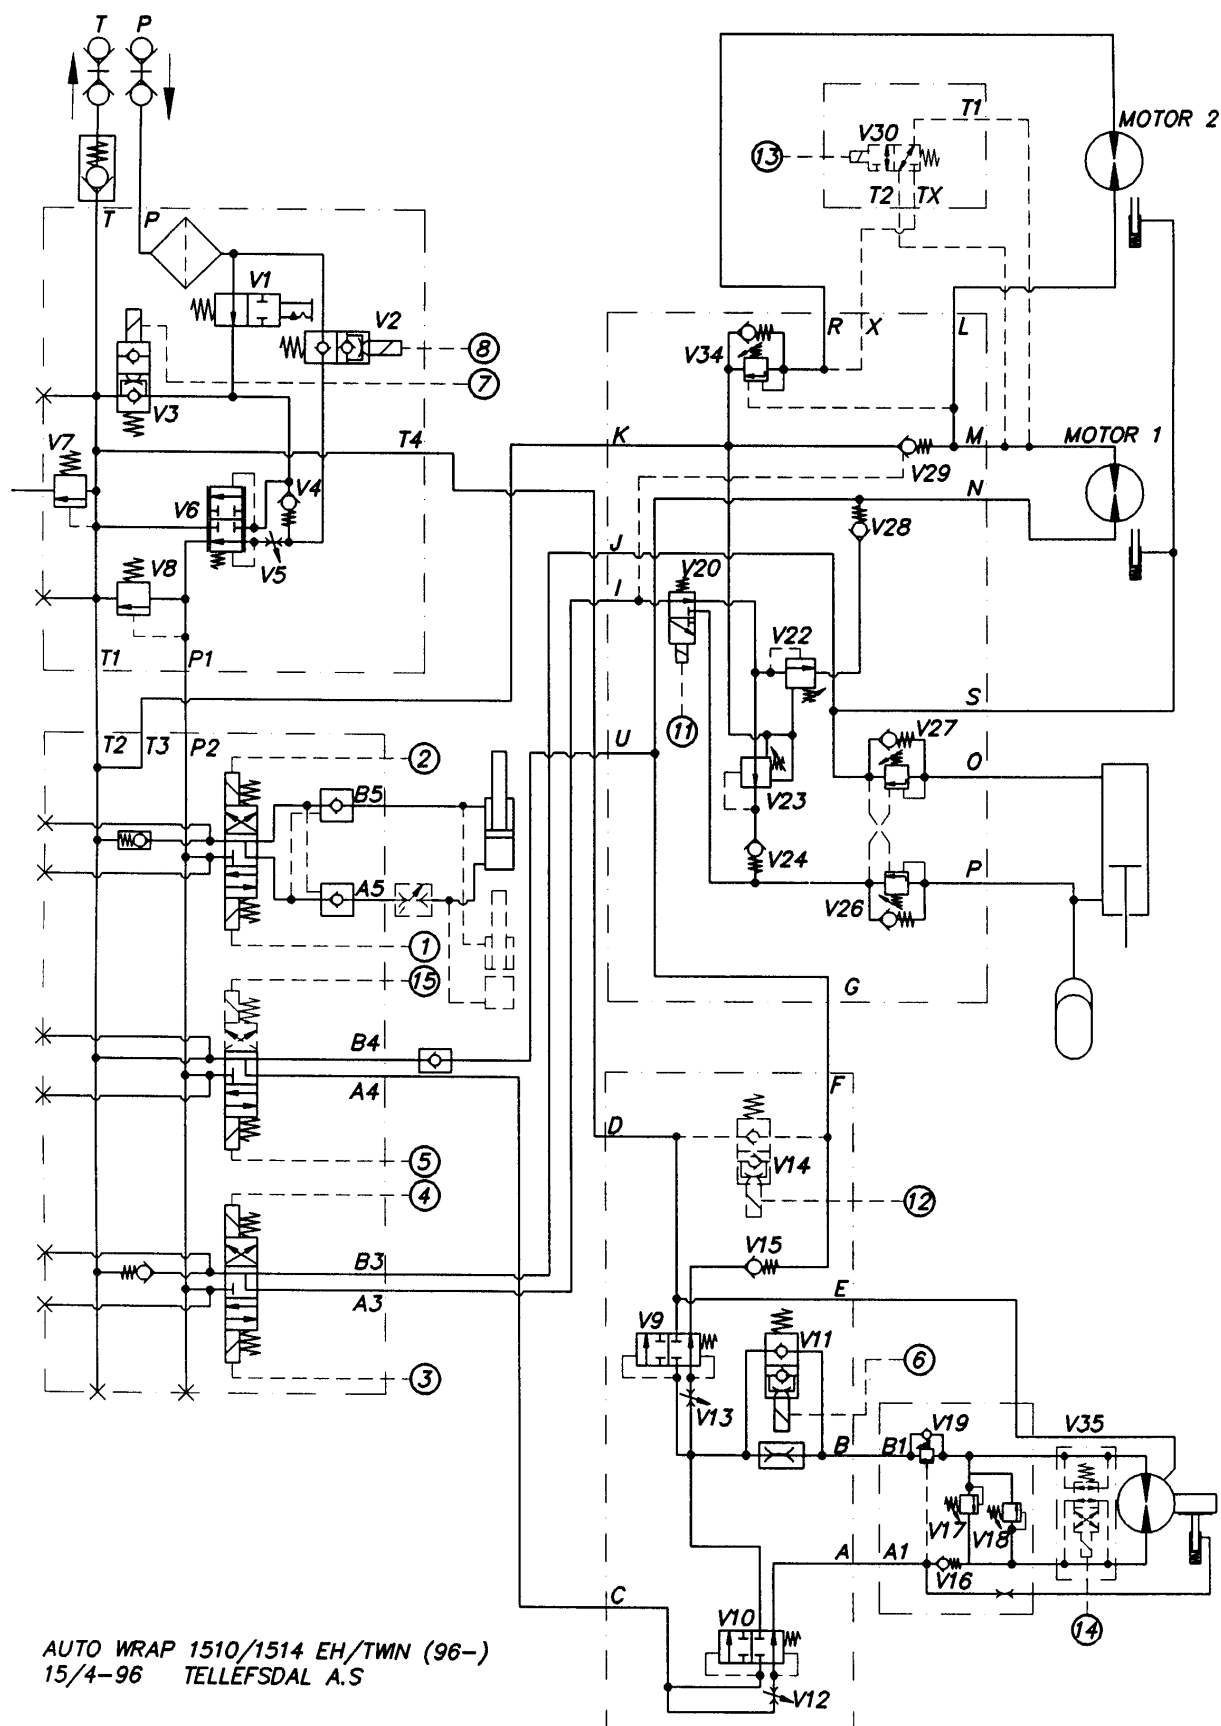 T P
MOTOR 2
T1
V30
13
T2 TX
T P
V1
V2
8
7
V3
R X L
V34
V7
T4
K
M
MOTOR 1
V29
V4
V6
N
V28
V5
J
V20
V8
I
V22
T1 P1
S
11
V27
T2 T3 P2
U
2
O
V23
B5
V24
A5
P
V26
1
15
G
B4
A4
F
D
V14
5
4
12
V15
B3
A3
E
V9
V11
6
3
V13
V19
V35
B B1
V17
V18
A A1
V16
C
V10
14
V12
AUTO WRAP 1510/1514 EH/TWIN (96-)
15/4-96 TELLEFSDAL A.S